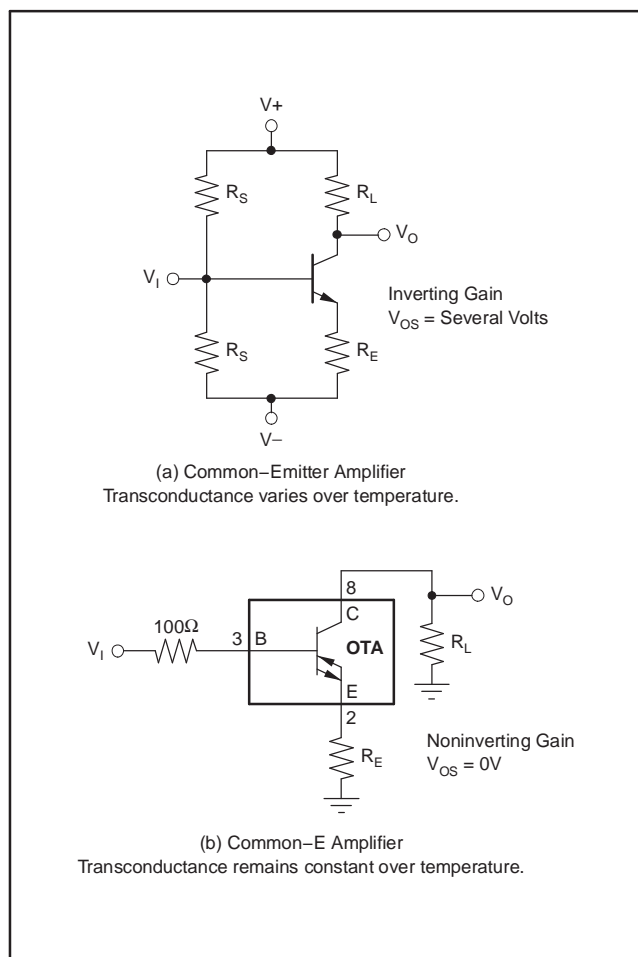 V+
R_S
R_L
V_O
V_I
Inverting Gain
V_OS = Several Volts
R_S
R_E
V−
(a) Common−Emitter Amplifier
Transconductance varies over temperature.
8
V_O
C
100Ω
3 B
OTA
R_L
V_I
E
2
Noninverting Gain
V_OS = 0V
R_E
(b) Common−E Amplifier
Transconductance remains constant over temperature.